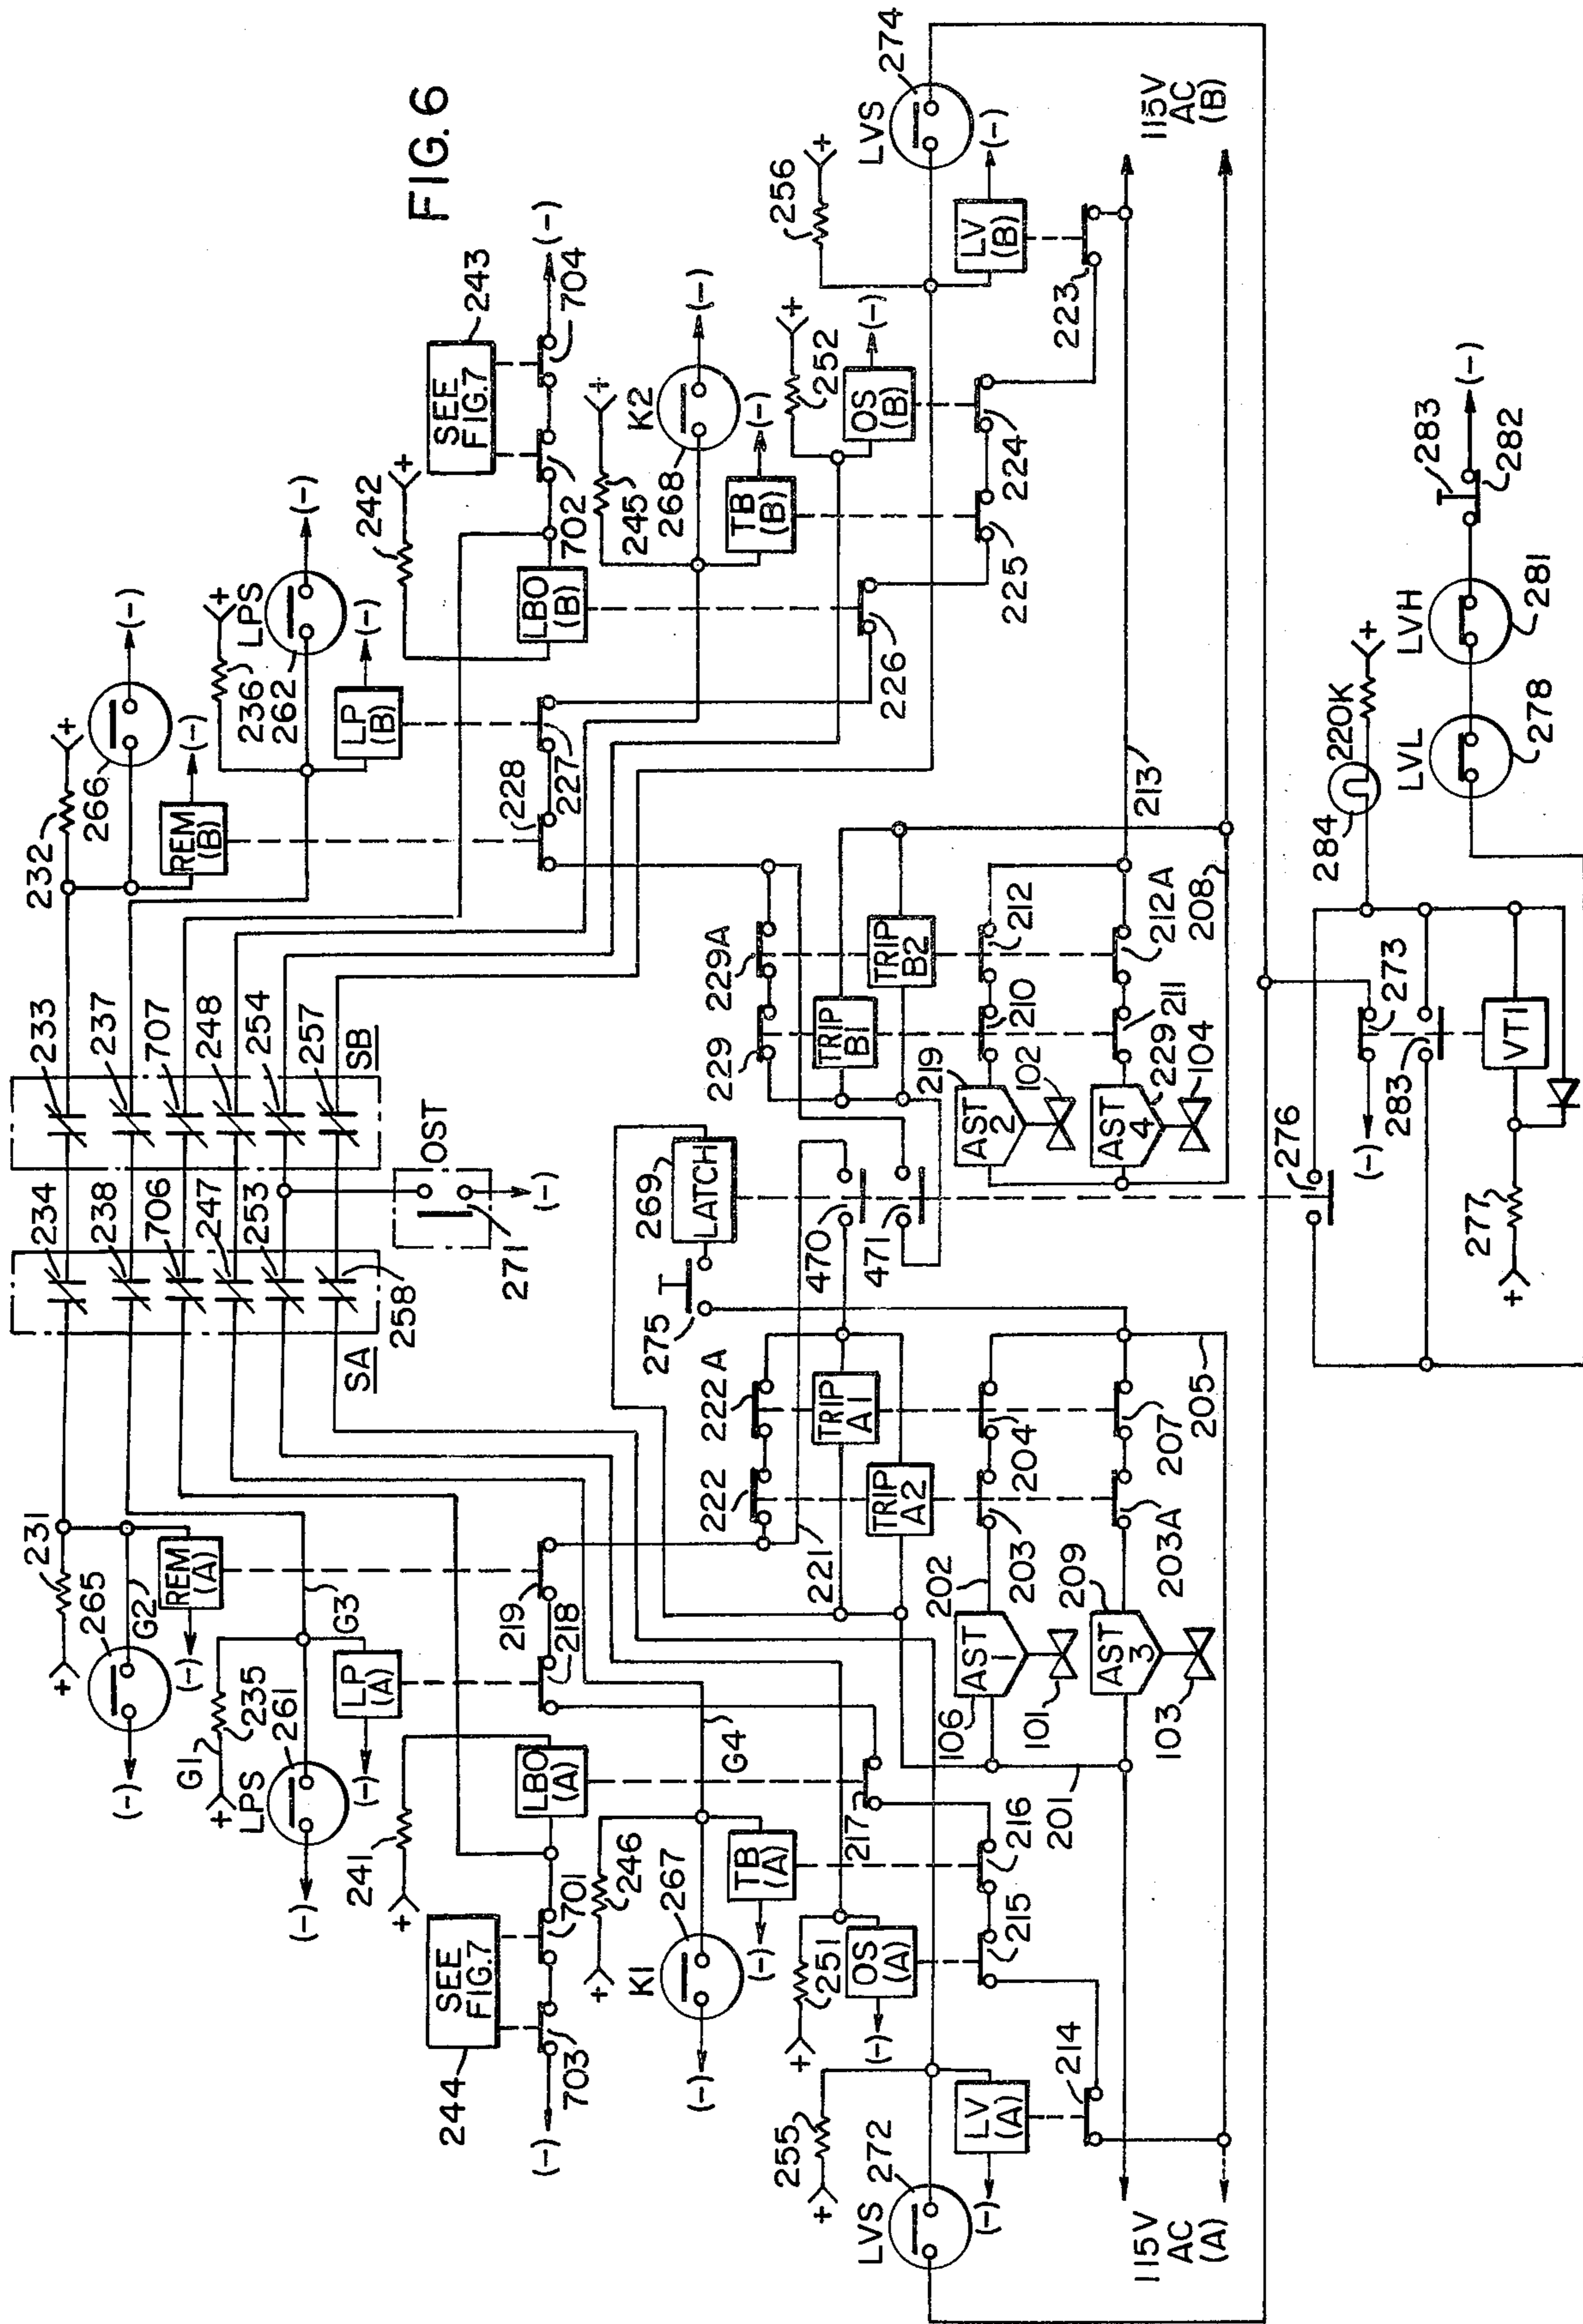 FIG. 6
234
238
706
247
253
258
SA
233
237
707
248
254
257
SB
OST
271
(-)
231
265
G2
REM
(A)
(-)
(-)
+
G1
+
235
LPS
261
G3
LP
(A)
(-)
(-)
219
218
241
+
LBO
(A)
G4
SEE
FIG.7
244
701
703
(-)
246
+
K1
267
TB
(A)
(-)
(-)
217
216
215
251
+
OS
(A)
(-)
255
+
LVS
272
LV
(A)
(-)
214
115V
AC
(A)
201
232
+
266
(-)
REM
(B)
(-)
228
236
+
LPS
262
(-)
LP
(B)
(-)
227
242
+
SEE
FIG.7
243
702
704
(-)
LBO
(B)
226
245
+
K2
268
(-)
TB
(B)
(-)
225
252
+
OS
(B)
(-)
224
256
+
LVS
274
LV
(B)
(-)
223
115V
AC
(B)
213
208
222
222A
221
TRIP
A1
TRIP
A2
275
LATCH
269
470
471
202
203
204
203A
207
205
AST
1
106
101
AST
3
209
103
229
229A
TRIP
B1
TRIP
B2
219
210
212
211
212A
AST
2
102
AST
4
229
104
276
273
(-)
283
VT1
277
+
284
220K
+
LVL
278
LVH
281
283
282
(-)